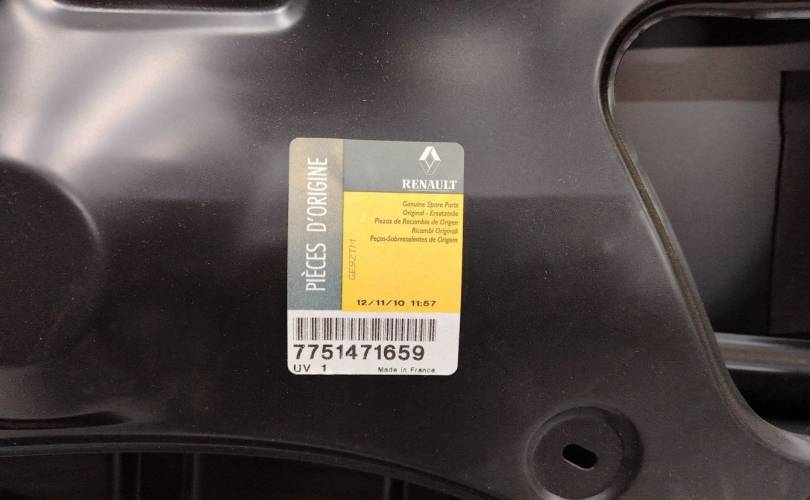 PIÈCES D'ORIGINE
RENAULT
Genuine Spare Parts
Original - Ersatzteile
Piezas de Recambio de Origen
Ricambi Originali
Peças-Sobresselentes de Origem
GE9ZTM
12/11/10 11:57
7751471659
UV 1 Made in France